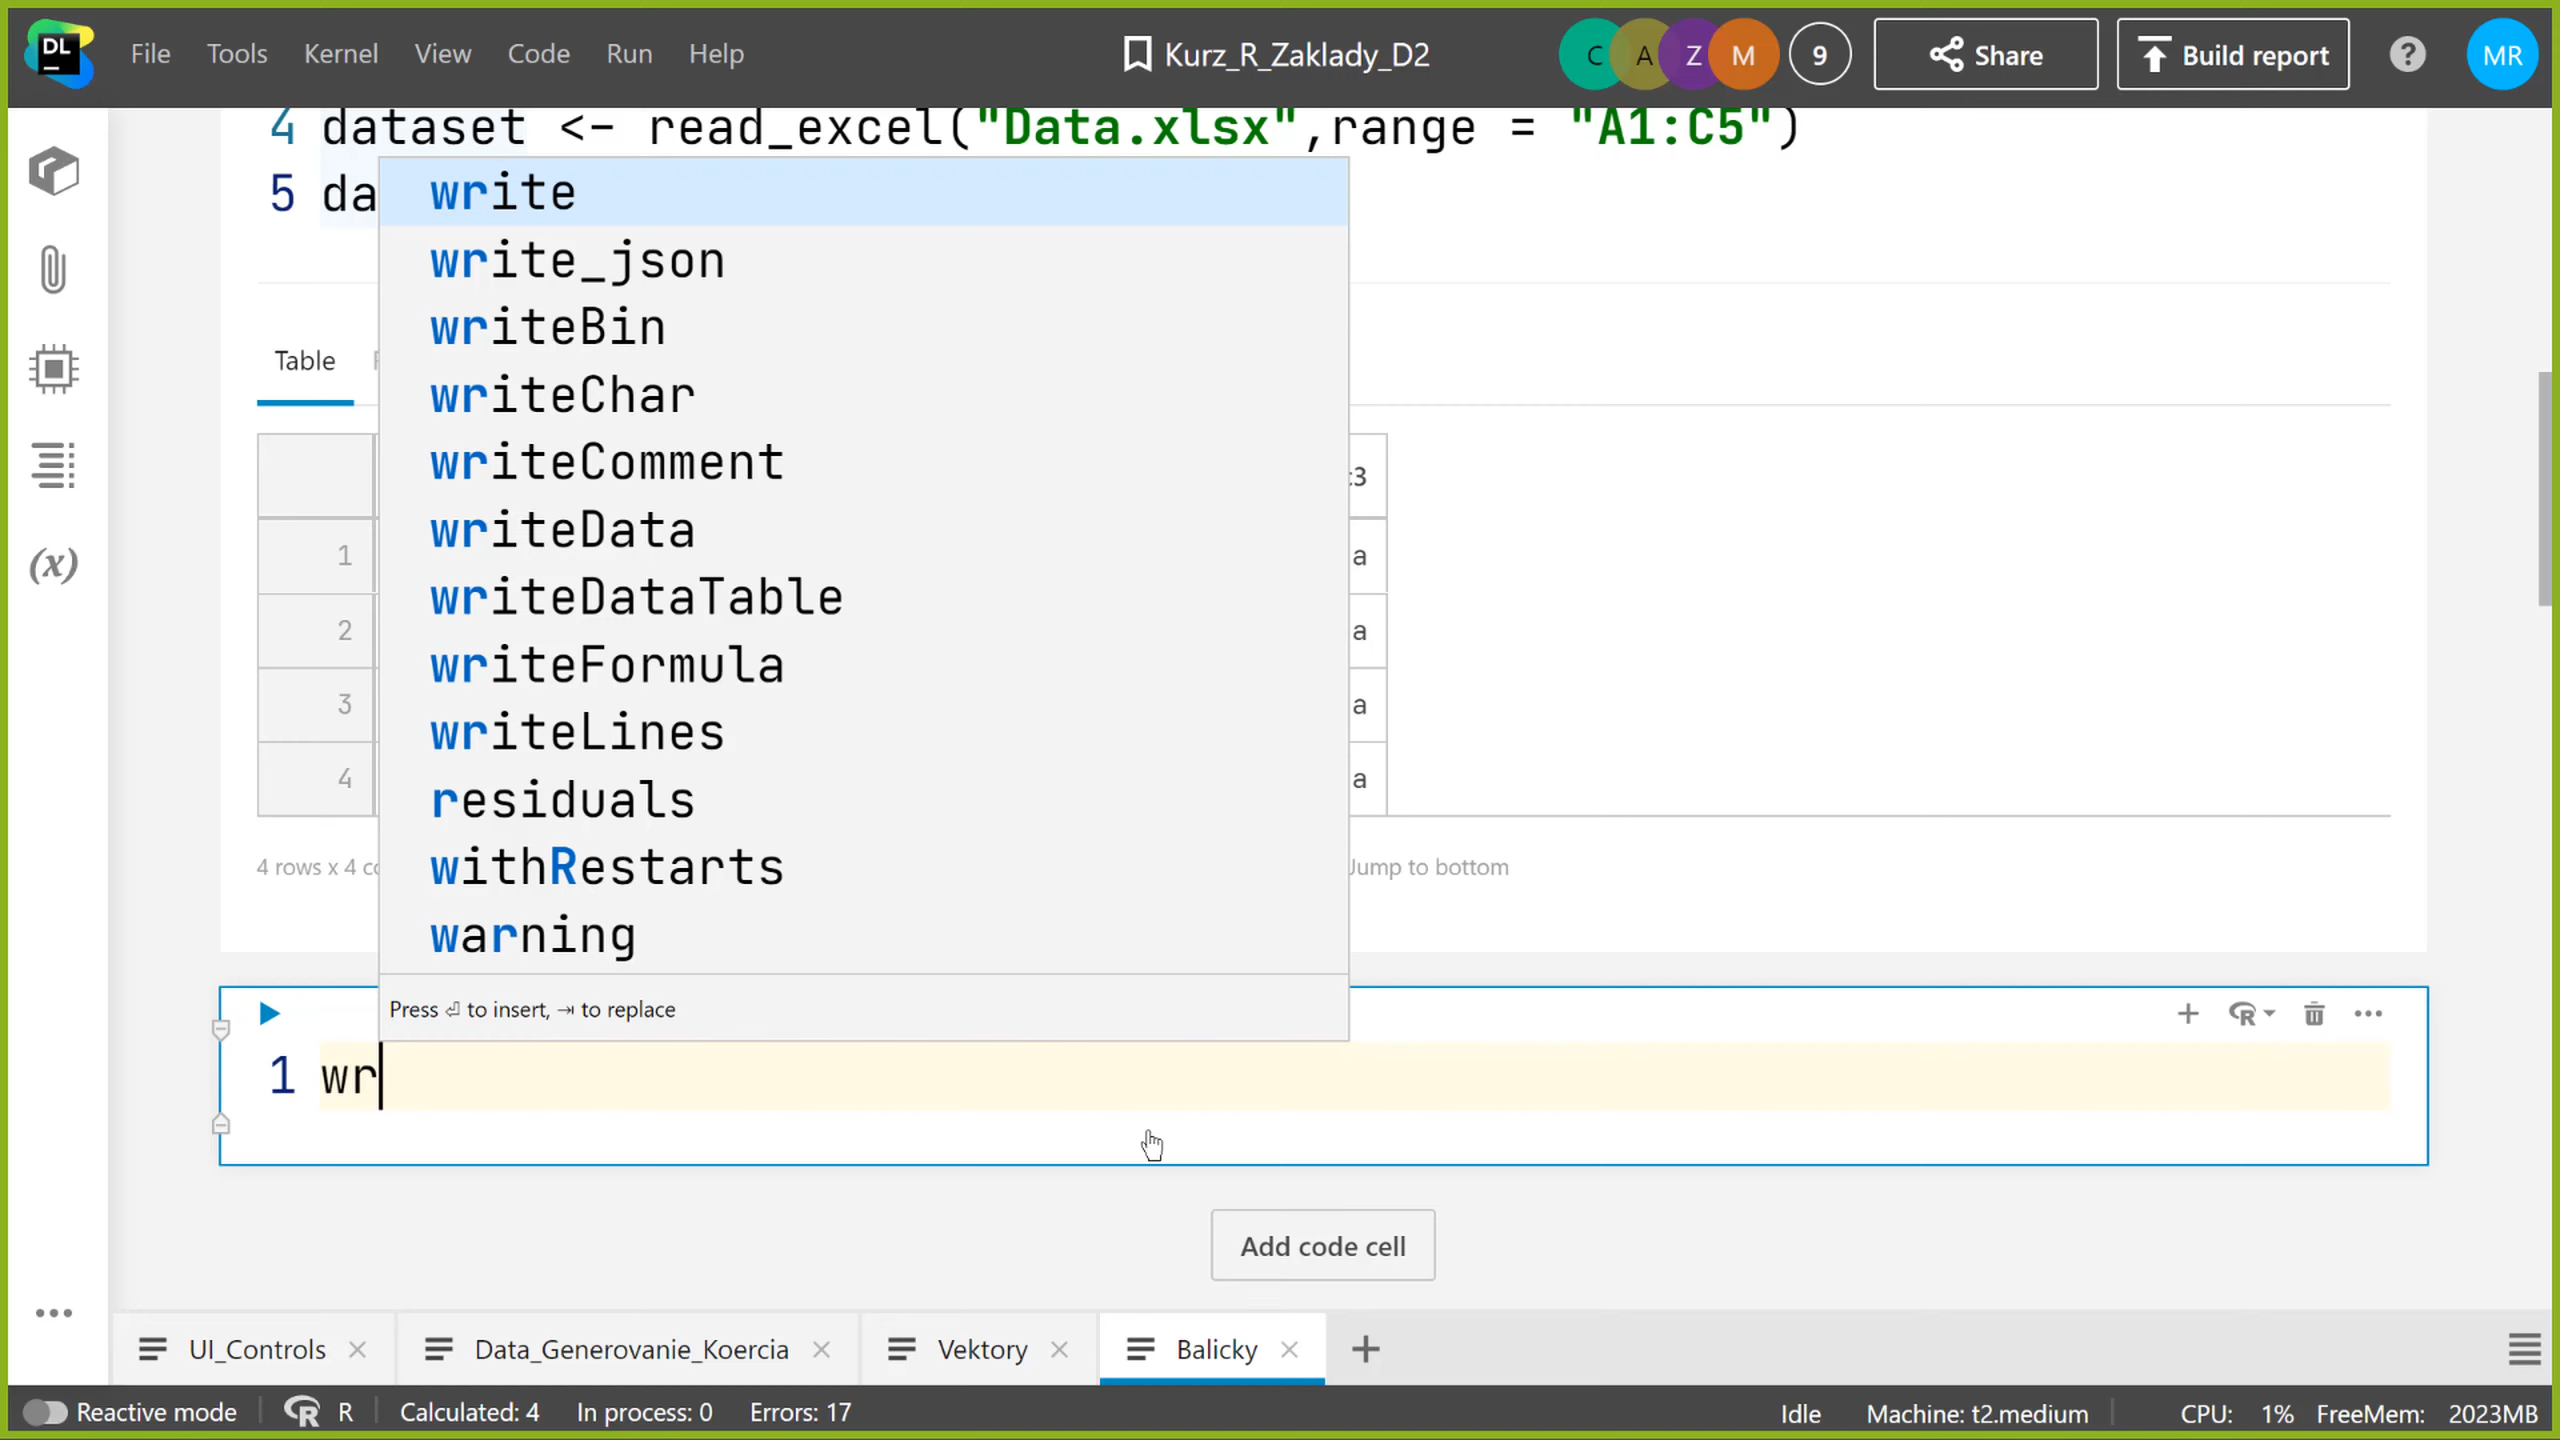 DL File Tools Kernel View Code Run Help Kurz_R_Zaklady_D2 C A Z M 9 Share Build report ? MR
4 dataset <- read_excel("Data.xlsx",range = "A1:C5")
5 da
write
write_json
writeBin
writeChar
writeComment
writeData
writeDataTable
writeFormula
writeLines
residuals
withRestarts
warning
Press ⏎ to insert, ⇥ to replace
(x)
Table
:3
1 a
2 a
3 a
4 a
4 rows x 4 co Jump to bottom
1 wr
Add code cell
UI_Controls Data_Generovanie_Koercia Vektory Balicky
Reactive mode R Calculated: 4 In process: 0 Errors: 17 Idle Machine: t2.medium CPU: 1% FreeMem: 2023MB